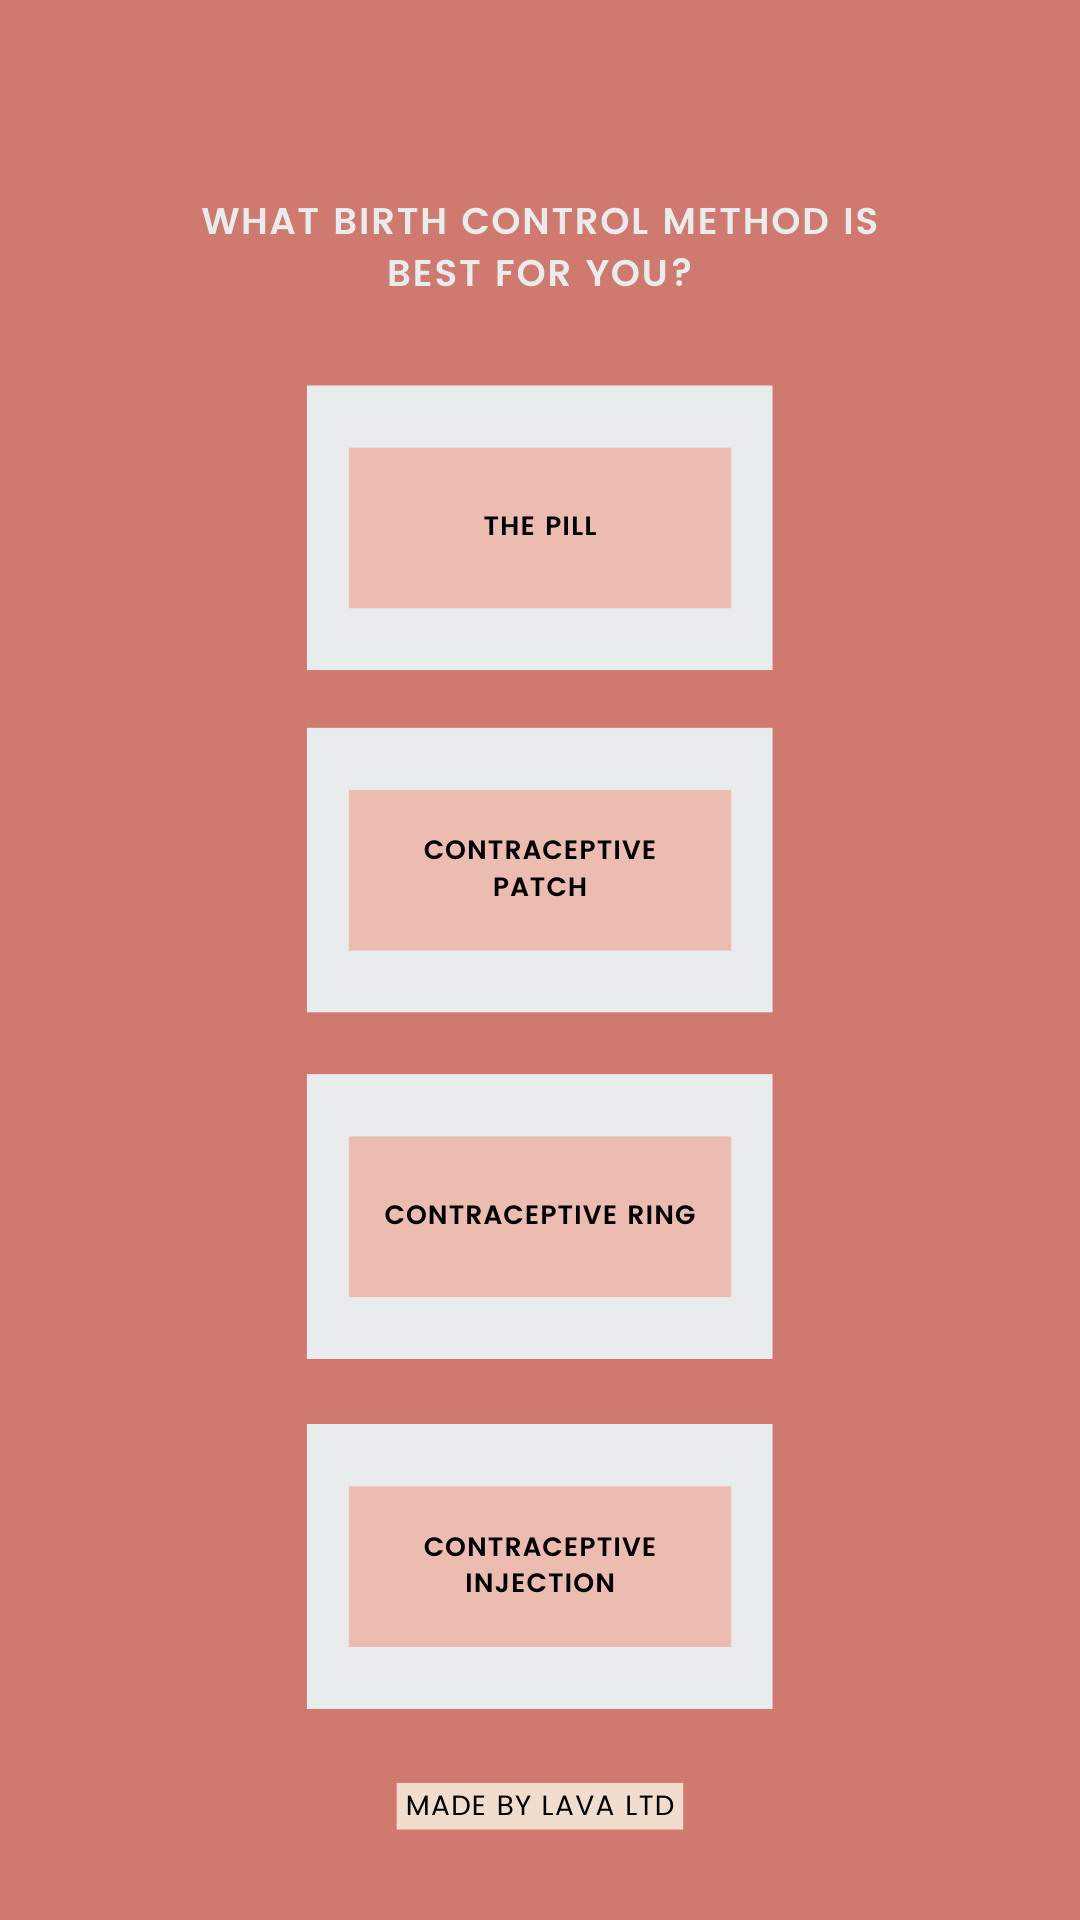 WHAT BIRTH CONTROL METHOD IS
BEST FOR YOU?
THE PILL
CONTRACEPTIVE
PATCH
CONTRACEPTIVE RING
CONTRACEPTIVE
INJECTION
MADE BY LAVA LTD